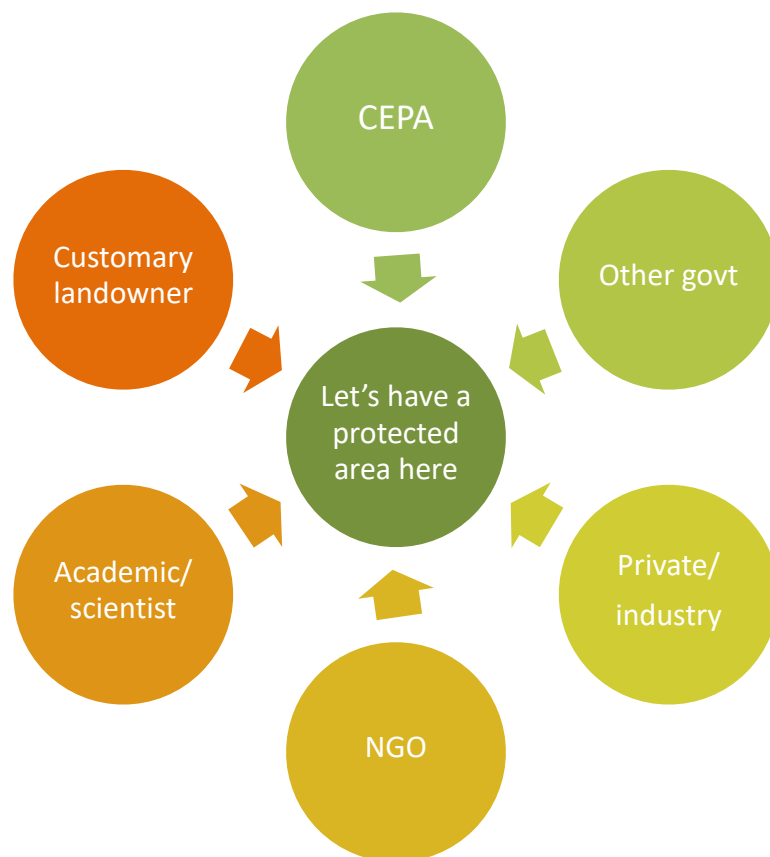 CEPA
Other govt
Private/
industry
NGO
Academic/
scientist
Customary
landowner
Let’s have a
protected
area here